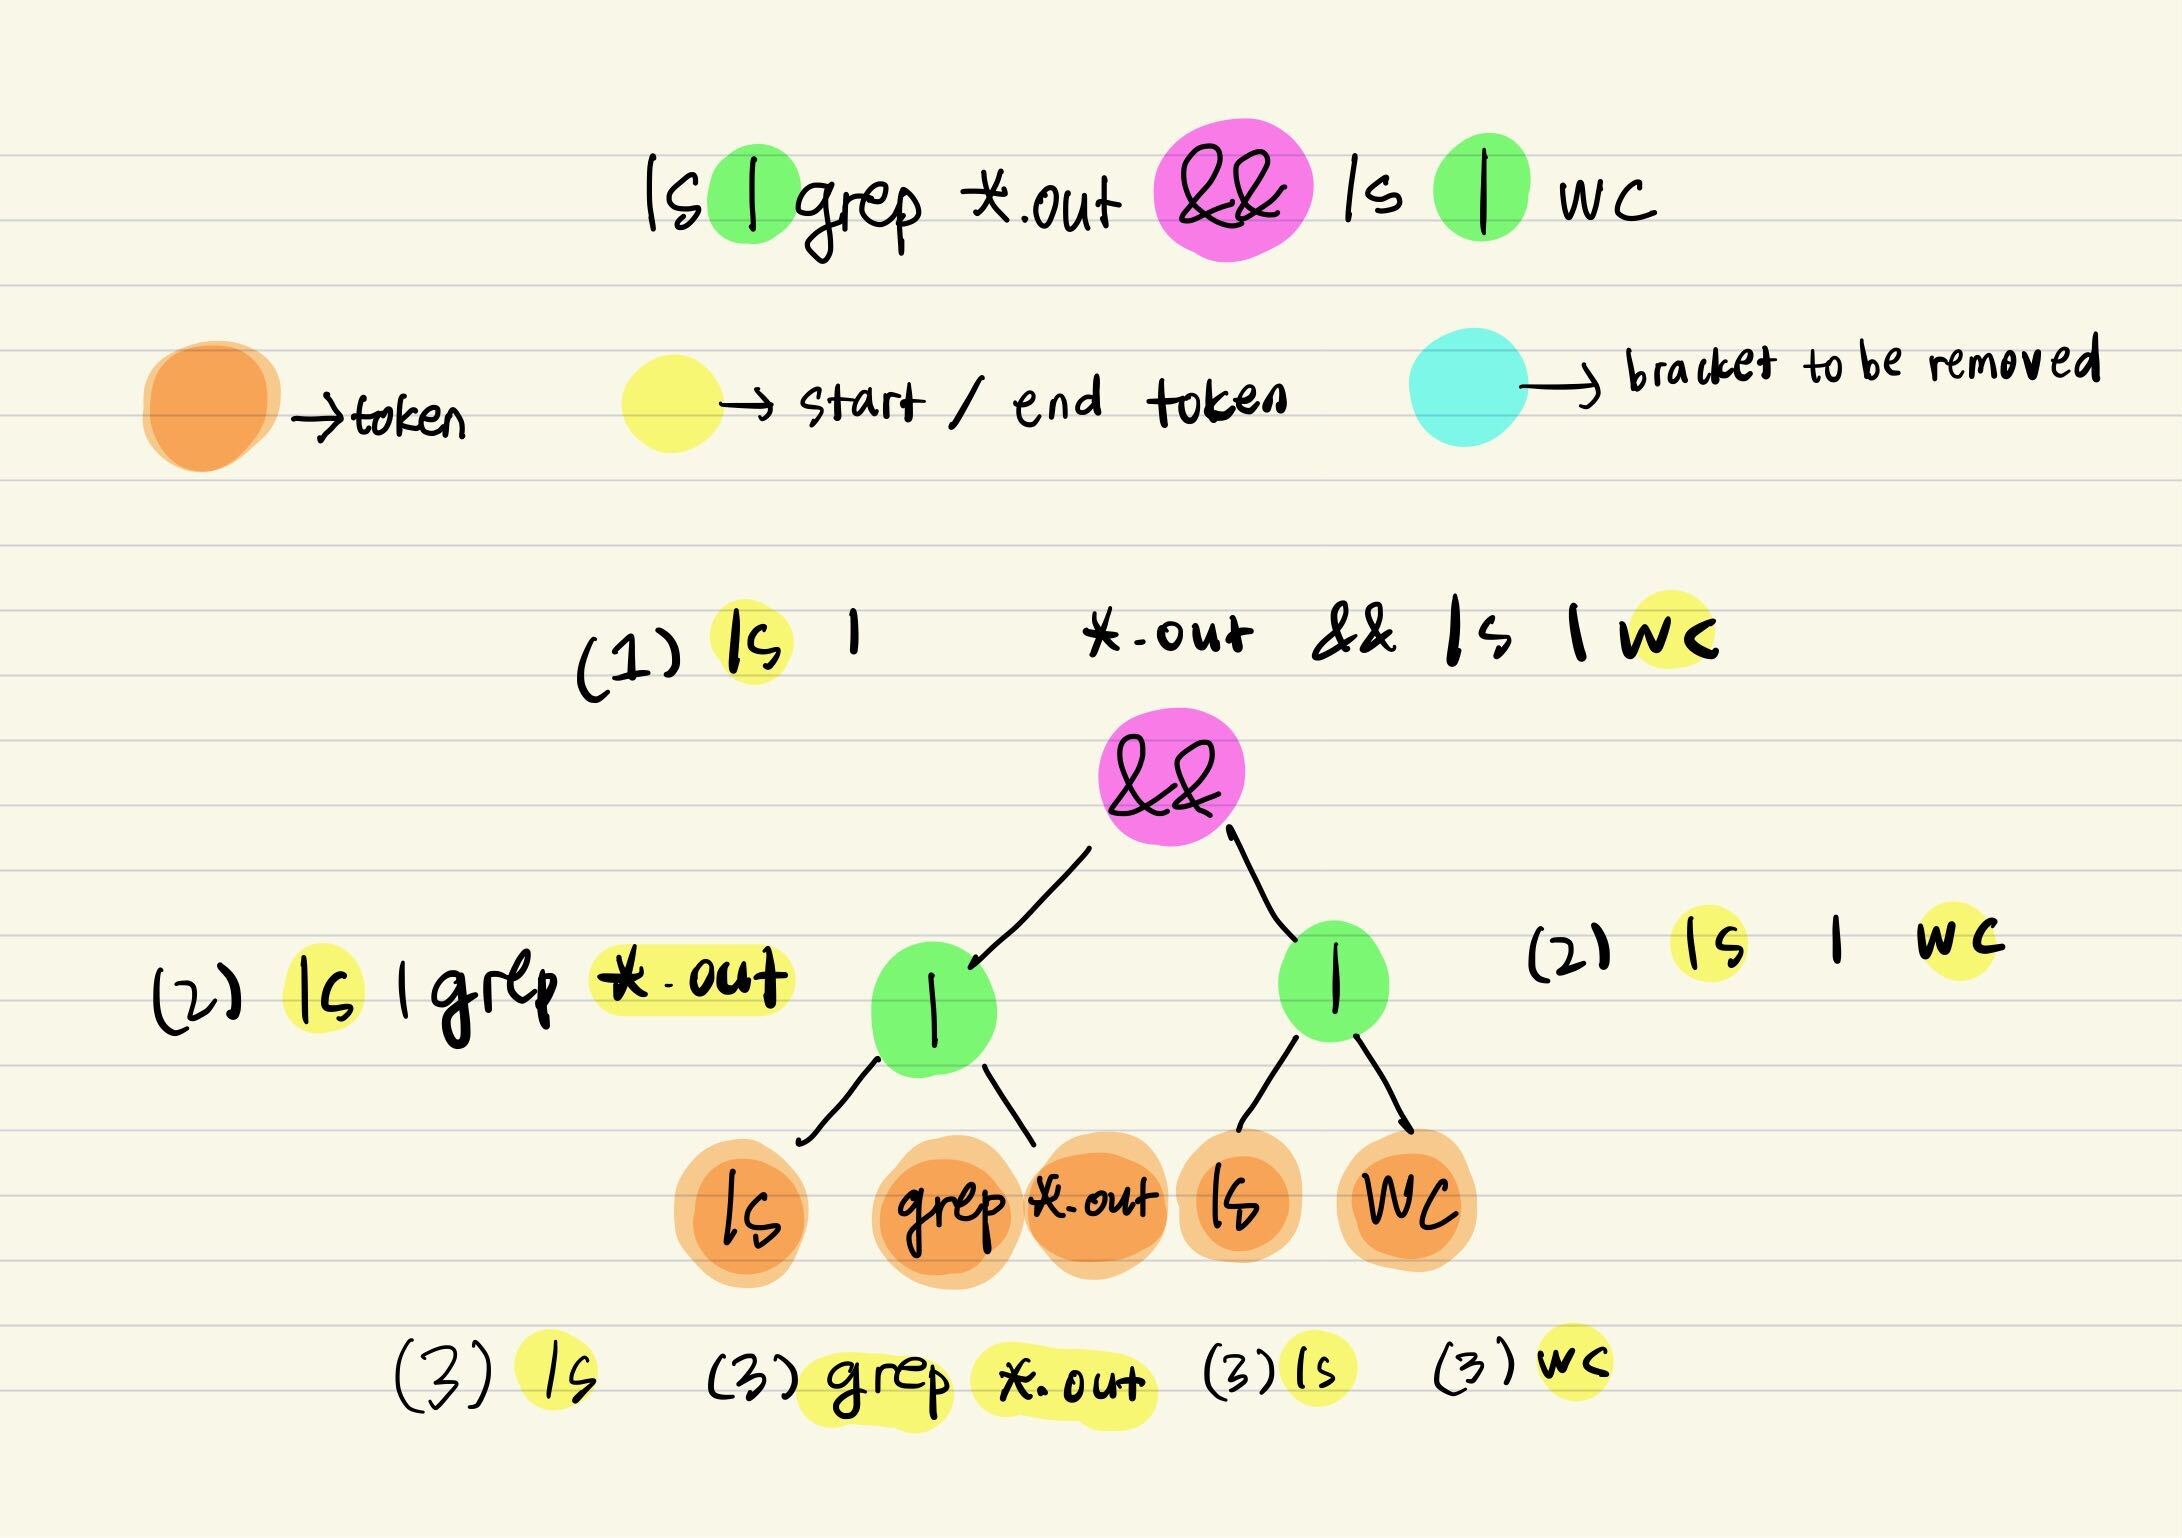 ls | grep *.out && ls | wc
→ token → start / end token → bracket to be removed
(1) ls | *.out && ls | wc
&&
(2) ls | grep *.out | | (2) ls | wc
ls grep *.out ls wc
(3) ls (3) grep *.out (3) ls (3) wc